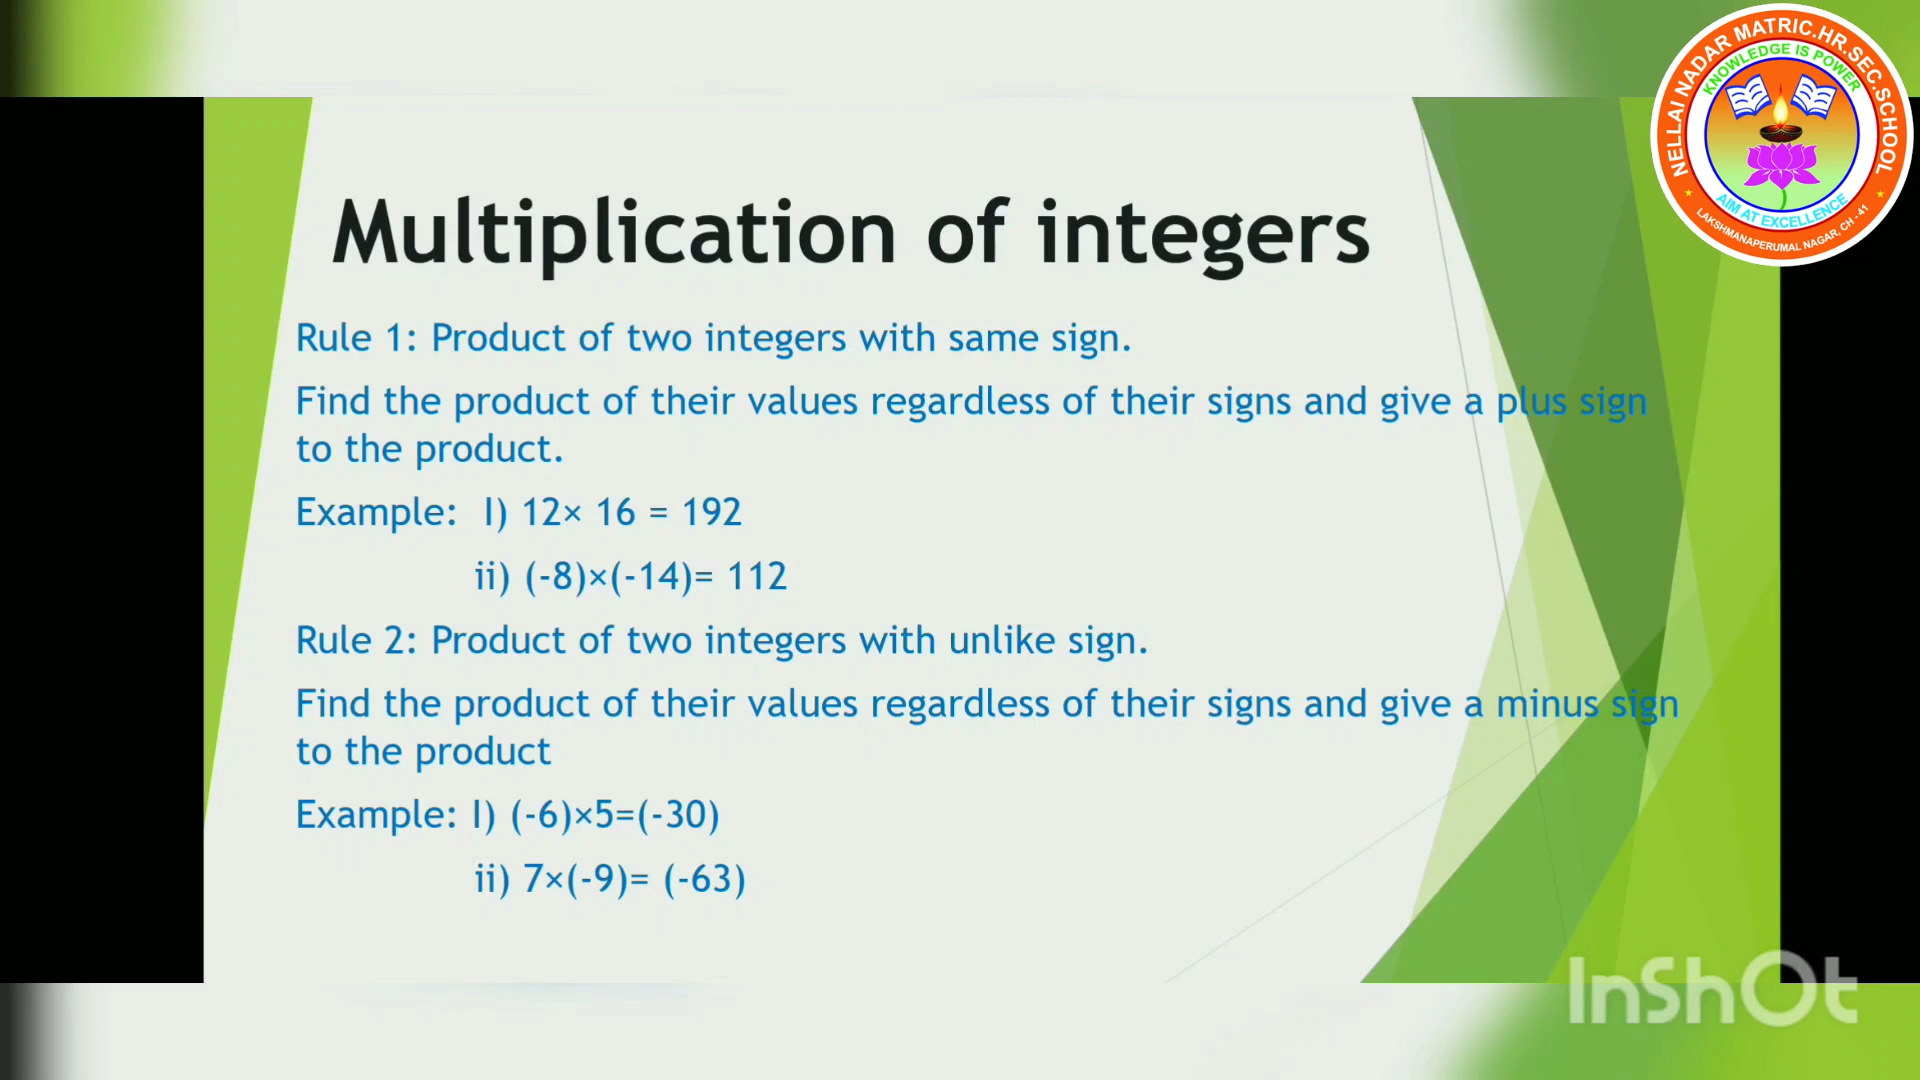 NELLAI NADAR MATRIC.HR.SEC.SCHOOL
KNOWLEDGE IS POWER
AIM AT EXCELLENCE
LAKSHMANAPERUMAL NAGAR, CH - 41
Multiplication of integers
Rule 1: Product of two integers with same sign.
Find the product of their values regardless of their signs and give a plus sign
to the product.
Example: I) 12× 16 = 192
ii) (-8)×(-14)= 112
Rule 2: Product of two integers with unlike sign.
Find the product of their values regardless of their signs and give a minus sign
to the product
Example: I) (-6)×5=(-30)
ii) 7×(-9)= (-63)
InShOt